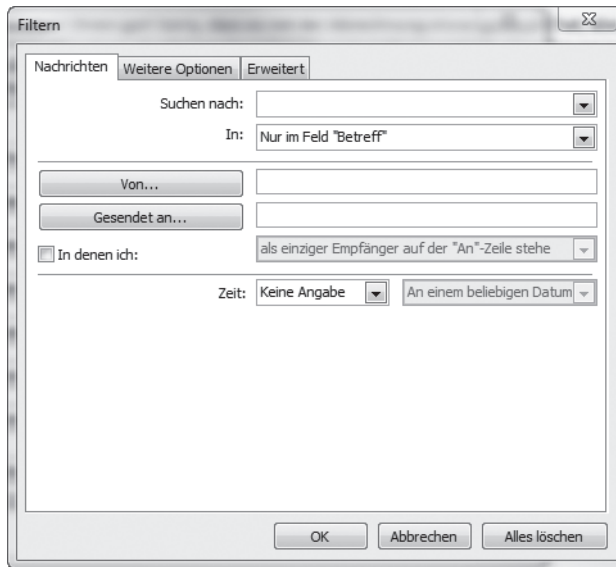 Filtern
Nachrichten Weitere Optionen Erweitert
Suchen nach:
In: Nur im Feld "Betreff"
Von...
Gesendet an...
In denen ich: als einziger Empfänger auf der "An"-Zeile stehe
Zeit: Keine Angabe An einem beliebigen Datum
OK Abbrechen Alles löschen